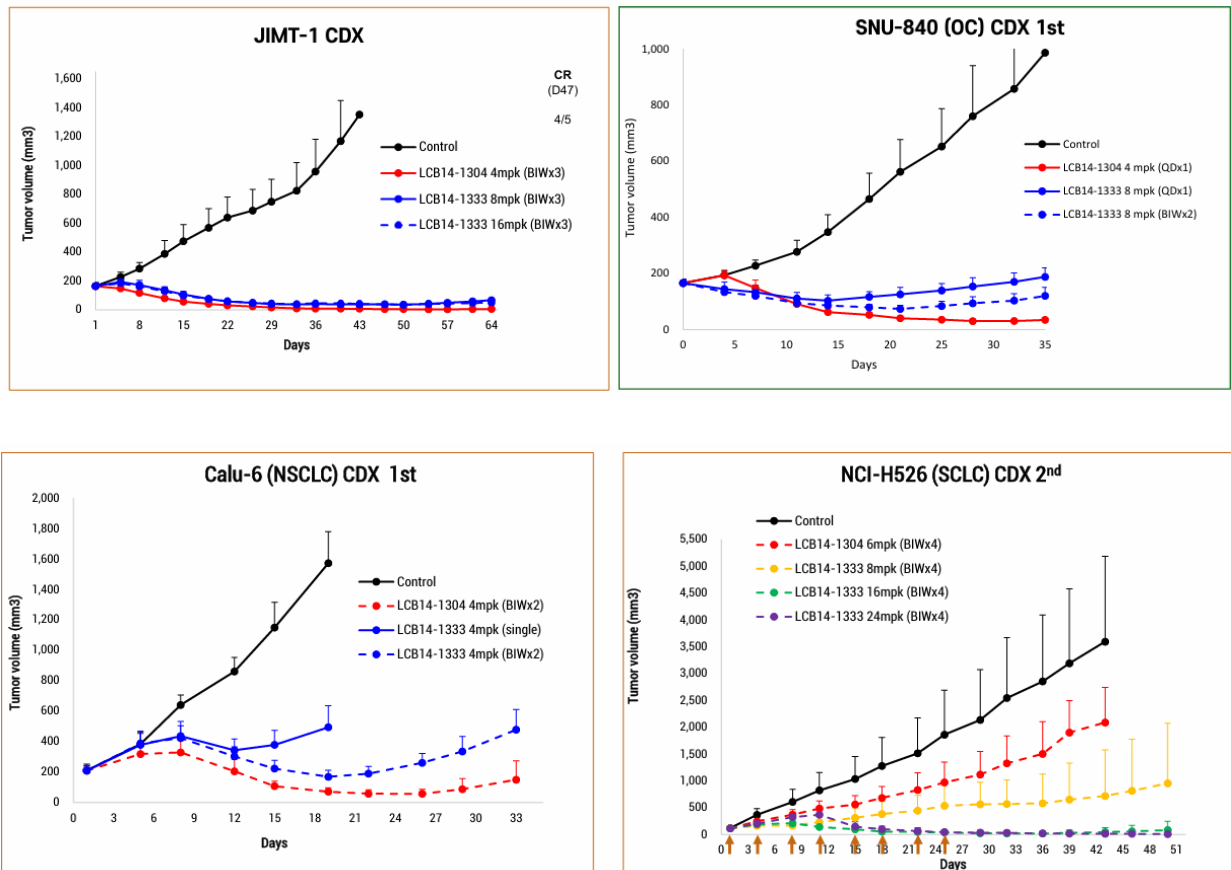 JIMT-1 CDX
CR
(D47)
4/5
Tumor volume (mm3)
1,600
1,400
1,200
1,000
800
600
400
200
0
Control
LCB14-1304 4mpk (BIWx3)
LCB14-1333 8mpk (BIWx3)
LCB14-1333 16mpk (BIWx3)
1 8 15 22 29 36 43 50 57 64
Days
SNU-840 (OC) CDX 1st
Tumor volume (mm3)
1,000
800
600
400
200
0
Control
LCB14-1304 4 mpk (QDx1)
LCB14-1333 8 mpk (QDx1)
LCB14-1333 8 mpk (BIWx2)
0 5 10 15 20 25 30 35
Days
Calu-6 (NSCLC) CDX 1st
Tumor volume (mm3)
2,000
1,800
1,600
1,400
1,200
1,000
800
600
400
200
0
Control
LCB14-1304 4mpk (BIWx2)
LCB14-1333 4mpk (single)
LCB14-1333 4mpk (BIWx2)
0 3 6 9 12 15 18 21 24 27 30 33
Days
NCI-H526 (SCLC) CDX 2nd
Control
LCB14-1304 6mpk (BIWx4)
LCB14-1333 8mpk (BIWx4)
LCB14-1333 16mpk (BIWx4)
LCB14-1333 24mpk (BIWx4)
Tumor volume (mm3)
5,500
5,000
4,500
4,000
3,500
3,000
2,500
2,000
1,500
1,000
500
0
0 3 6 9 12 15 18 21 24 27 30 33 36 39 42 45 48 51
Days